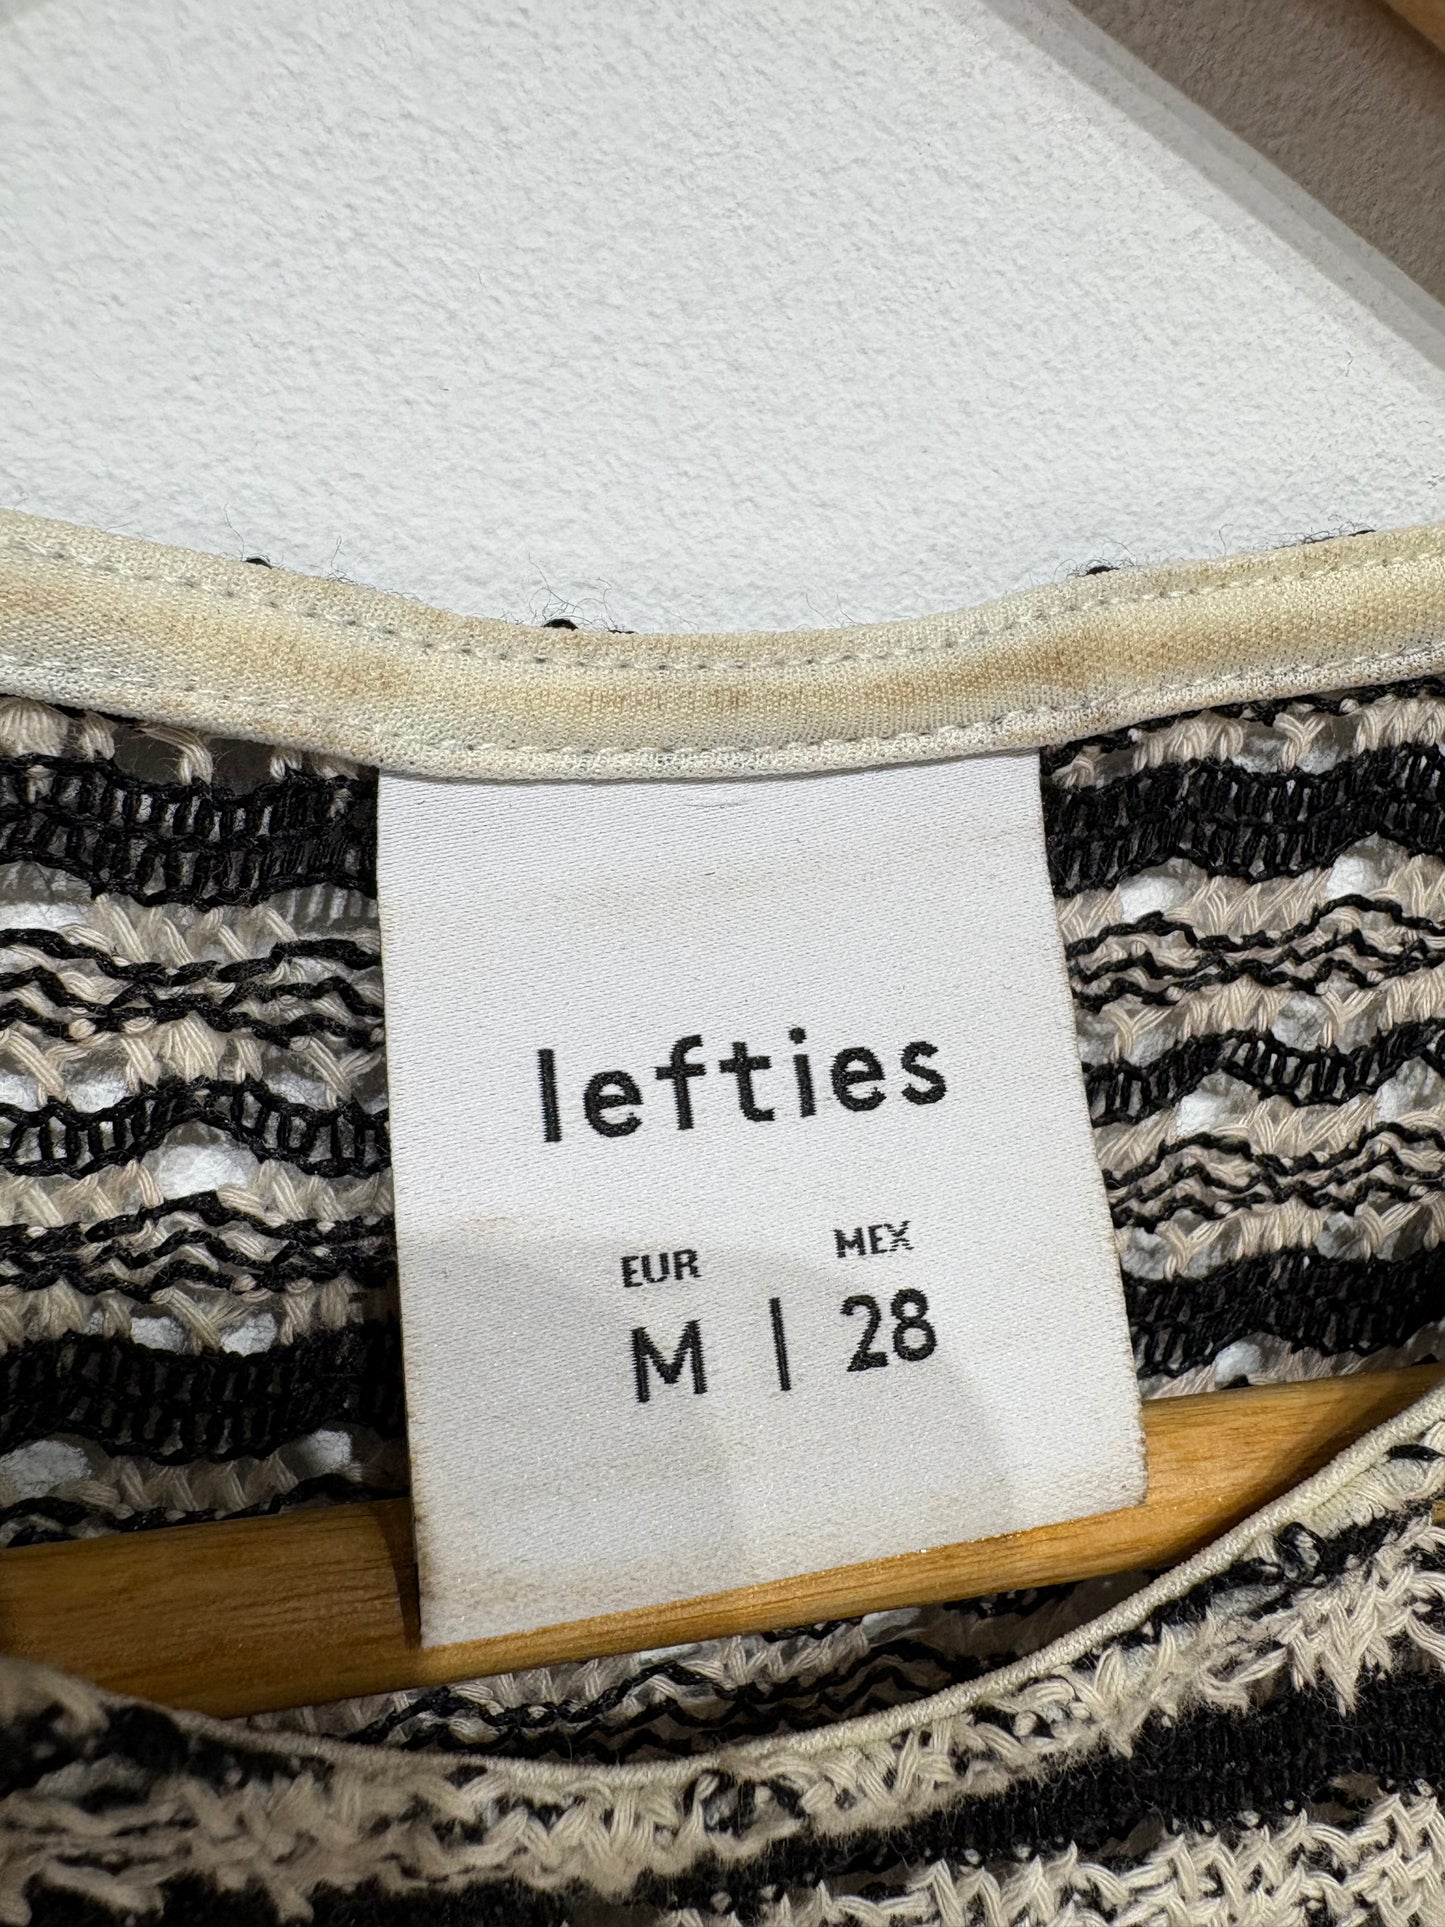 lefties
EUR MEX
M | 28